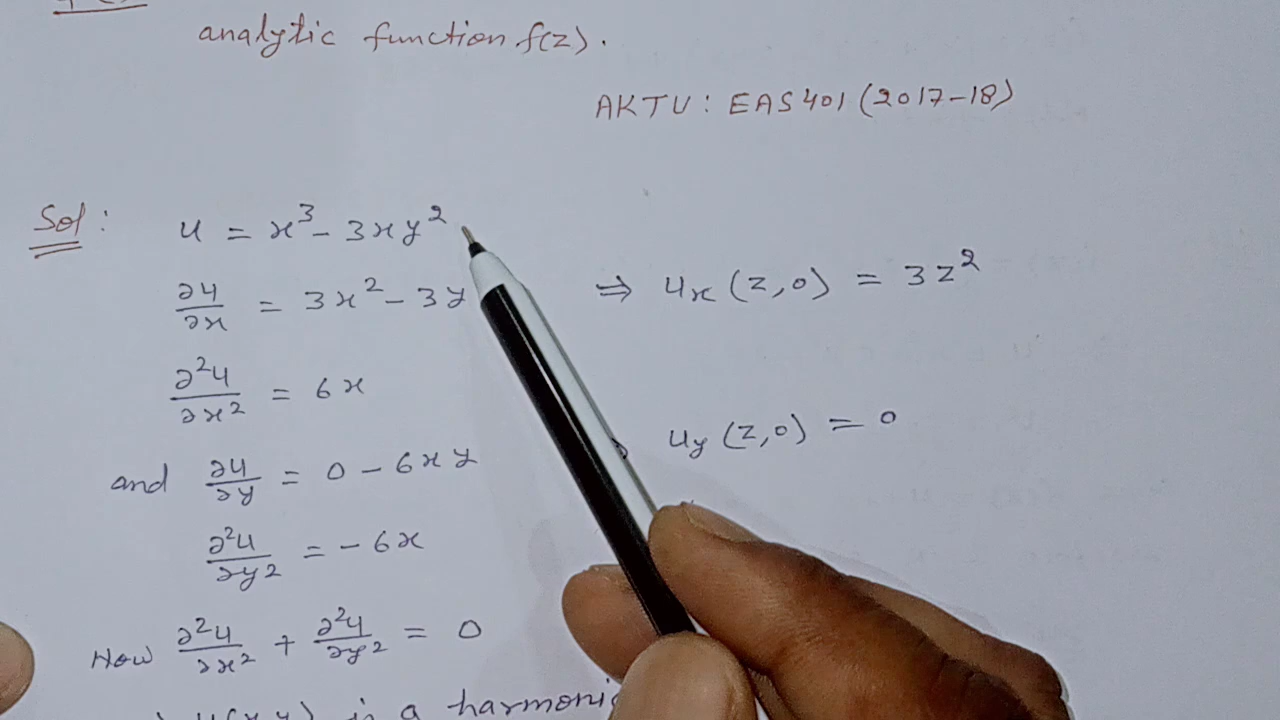 analytic function f(z).
AKTU: EAS401 (2017-18)
Sol: u = x³ - 3xy²
∂u/∂x = 3x² - 3y ⇒ ux (z,0) = 3z²
∂²u/∂x² = 6x
and ∂u/∂y = 0 - 6xy uy (z,0) = 0
∂²u/∂y² = -6x
Now ∂²u/∂x² + ∂²u/∂y² = 0
is a harmonic